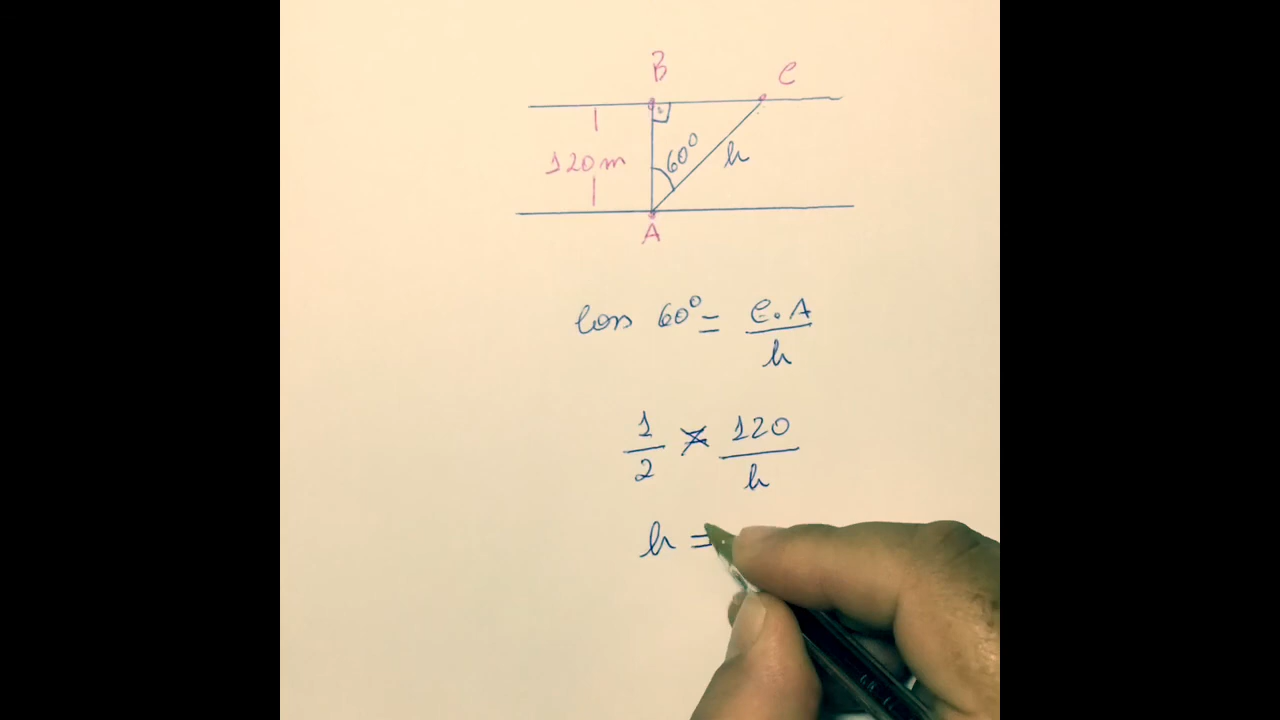 B C
120m 60° h
A
cos 60° = C.A / h
1/2 = 120/h
h =